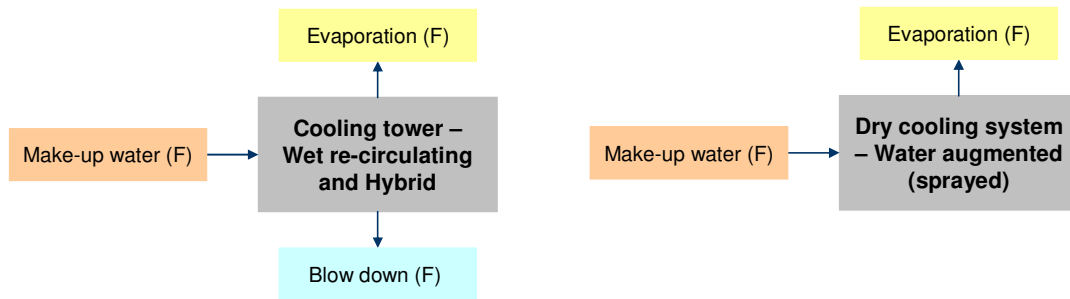 Evaporation (F)
Make-up water (F)
Cooling tower –
Wet re-circulating
and Hybrid
Blow down (F)
Evaporation (F)
Make-up water (F)
Dry cooling system
– Water augmented
(sprayed)